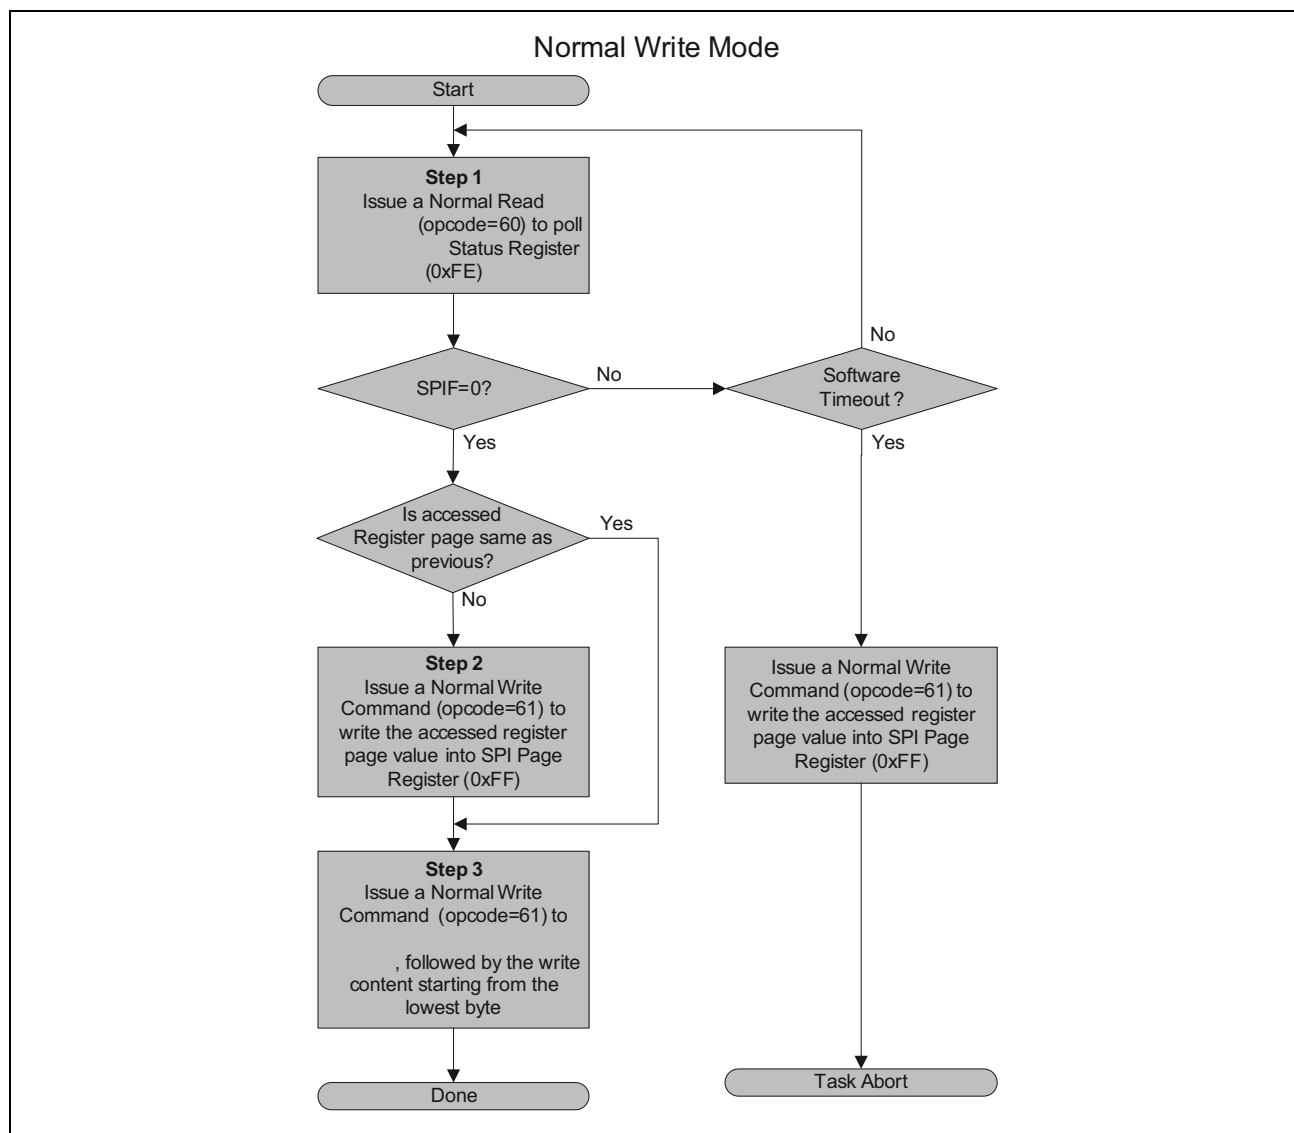 Normal Write Mode
Start
Step 1
Issue a Normal Read
(opcode=60) to poll
Status Register
(0xFE)
No
SPIF=0?
No
Software
Timeout ?
Yes
Yes
Is accessed
Register page same as
previous?
Yes
No
Step 2
Issue a Normal Write
Command (opcode=61) to
write the accessed register
page value into SPI Page
Register (0xFF)
Issue a Normal Write
Command (opcode=61) to
write the accessed register
page value into SPI Page
Register (0xFF)
Step 3
Issue a Normal Write
Command (opcode=61) to
, followed by the write
content starting from the
lowest byte
Done
Task Abort